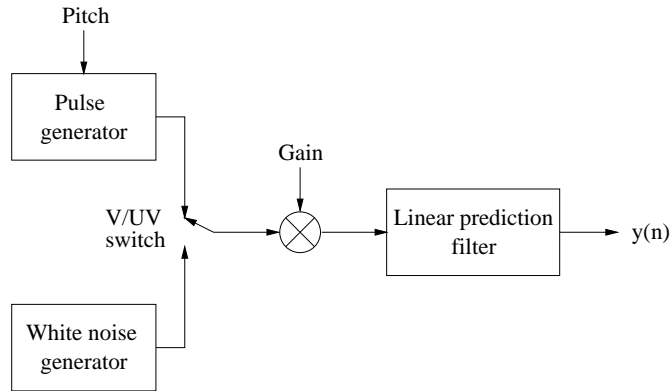 Pitch
Pulse
generator
Gain
V/UV
switch
Linear prediction
filter
y(n)
White noise
generator